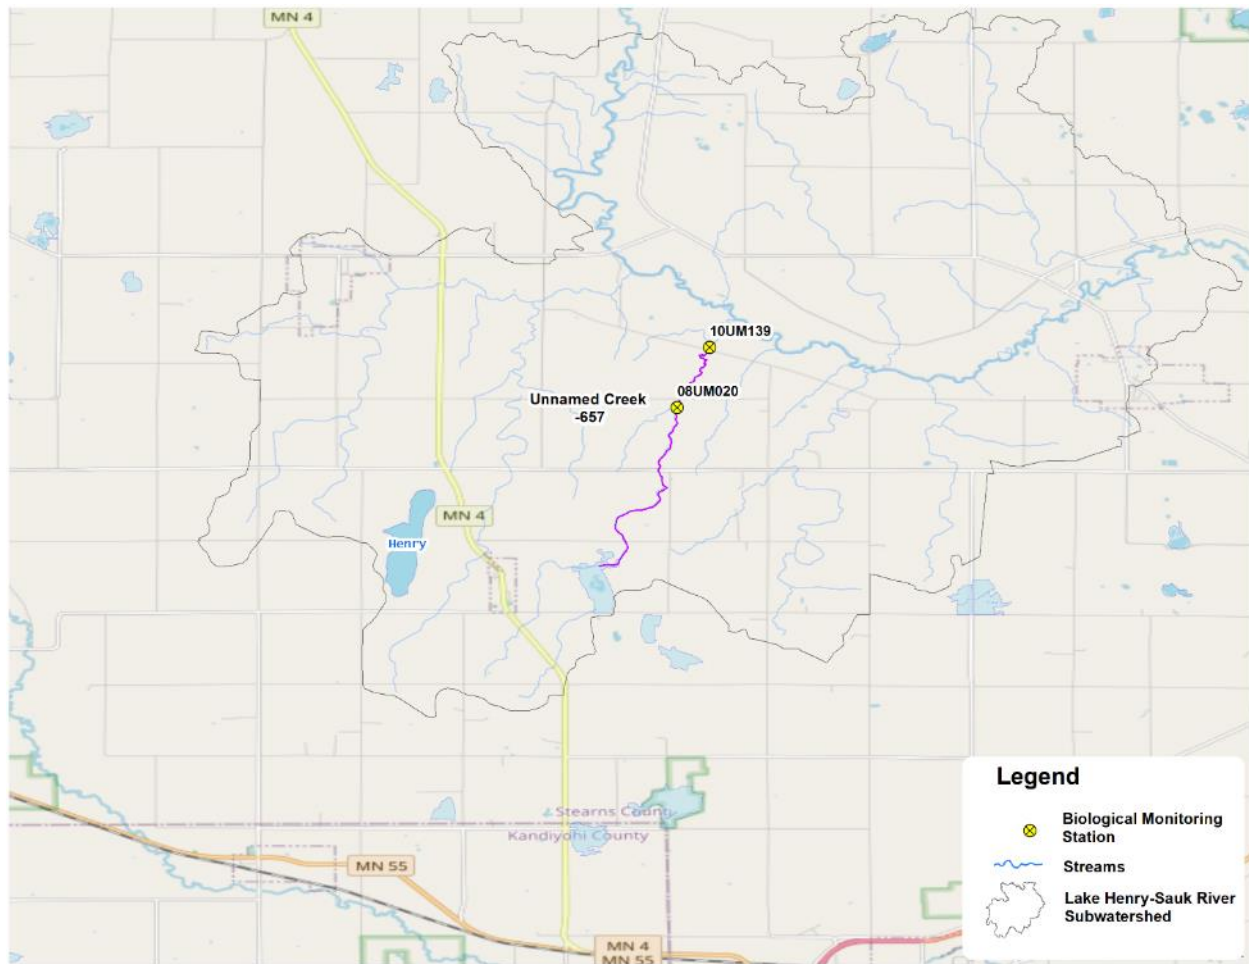 MN 4
10UM139
08UM020
Unnamed Creek
-657
MN 4
Henry
Stearns County
Kandiyohi County
MN 55
MN 4
MN 55
Legend
Biological Monitoring
Station
Streams
Lake Henry-Sauk River
Subwatershed